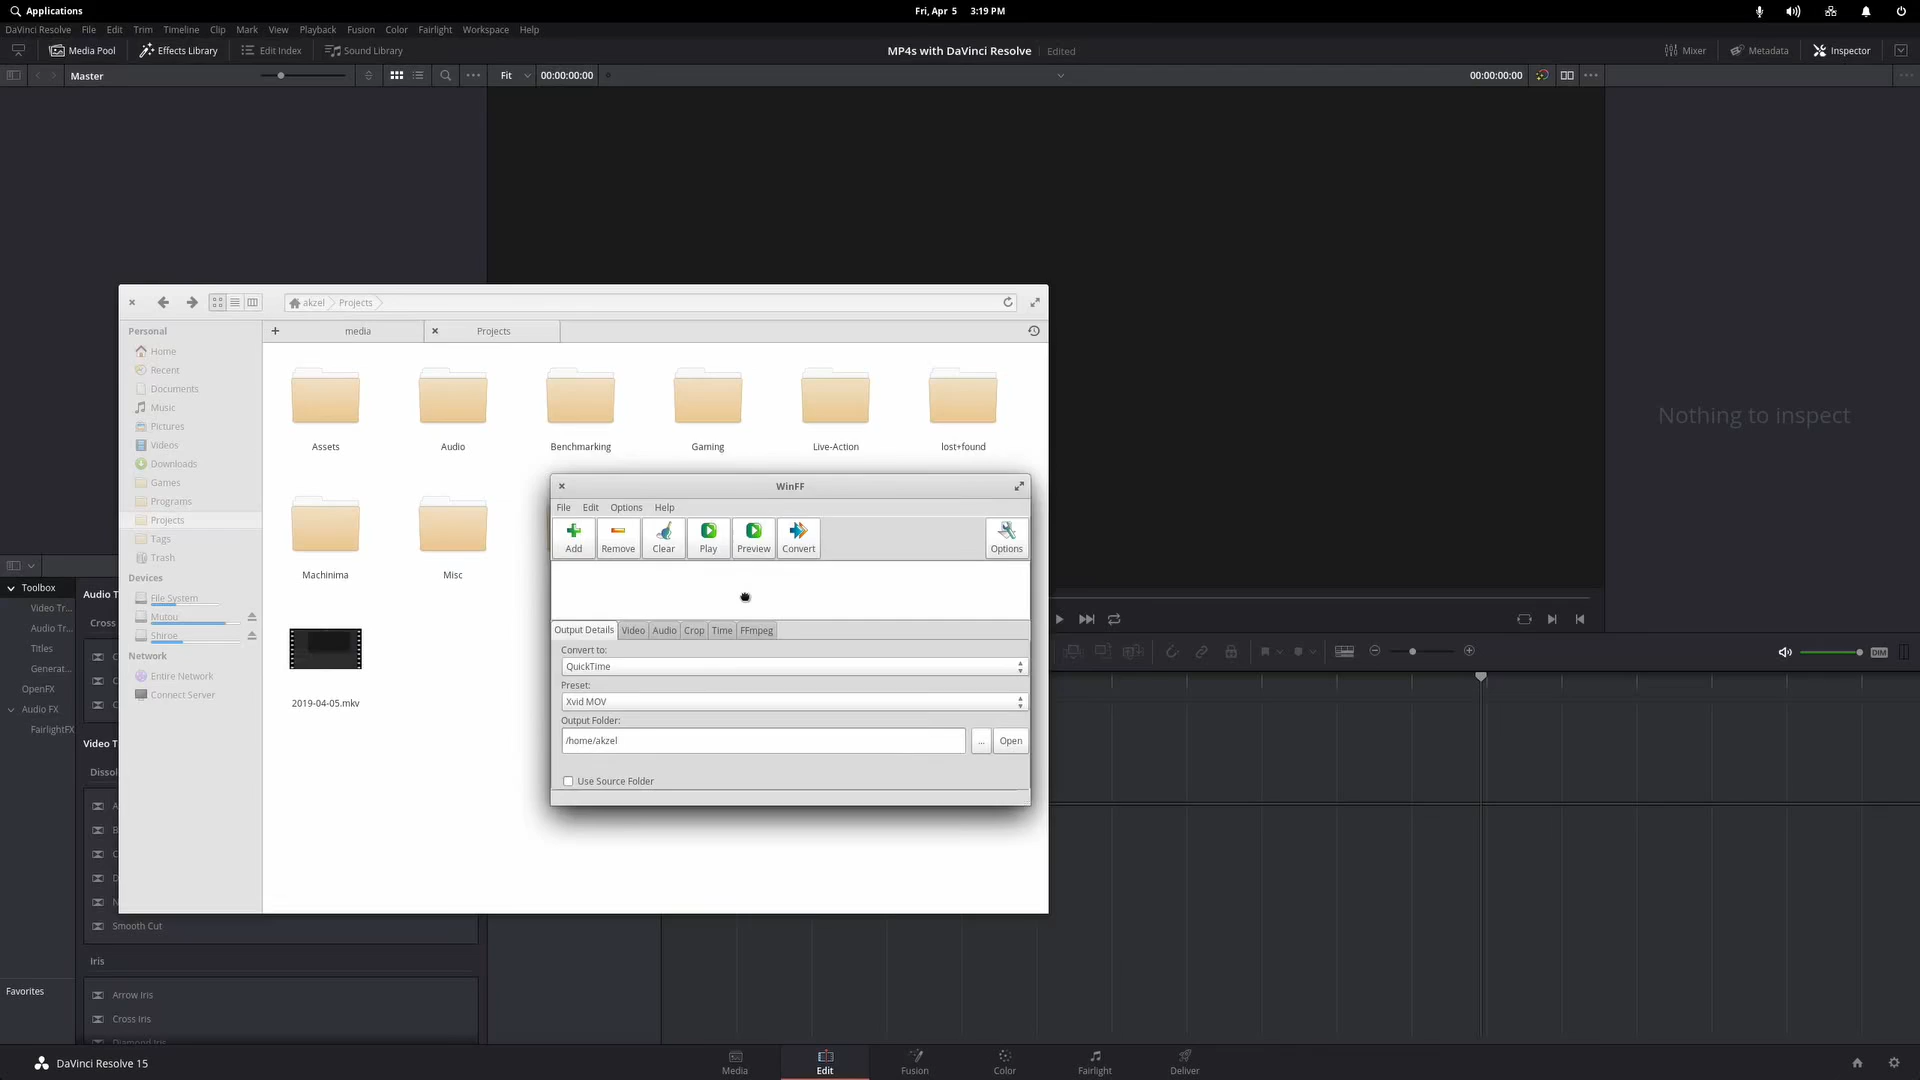 Applications
Fri, Apr 5 3:19 PM
DaVinci Resolve File Edit Trim Timeline Clip Mark View Playback Fusion Color Fairlight Workspace Help
Media Pool Effects Library Edit Index Sound Library
MP4s with DaVinci Resolve Edited
Mixer Metadata Inspector
Master
Fit 00:00:00:00
00:00:00:00
Nothing to inspect
akzel Projects
media
Projects
Personal
Home
Recent
Documents
Music
Pictures
Videos
Downloads
Games
Programs
Projects
Tags
Trash
Devices
File System
Mutou
Shiroe
Network
Entire Network
Connect Server
Assets
Audio
Benchmarking
Gaming
Live-Action
lost+found
Machinima
Misc
2019-04-05.mkv
WinFF
File Edit Options Help
Add Remove Clear Play Preview Convert Options
Output Details Video Audio Crop Time FFmpeg
Convert to:
QuickTime
Preset:
Xvid MOV
Output Folder:
/home/akzel ... Open
Use Source Folder
DIM
Toolbox
Video Tr...
Audio Tr...
Titles
Generat...
OpenFX
Audio FX
FairlightFX
Favorites
Audio T
Cross
C
C
C
Video T
Dissol
A
B
C
D
N
Smooth Cut
Iris
Arrow Iris
Cross Iris
Diamond Iris
DaVinci Resolve 15
Media Edit Fusion Color Fairlight Deliver